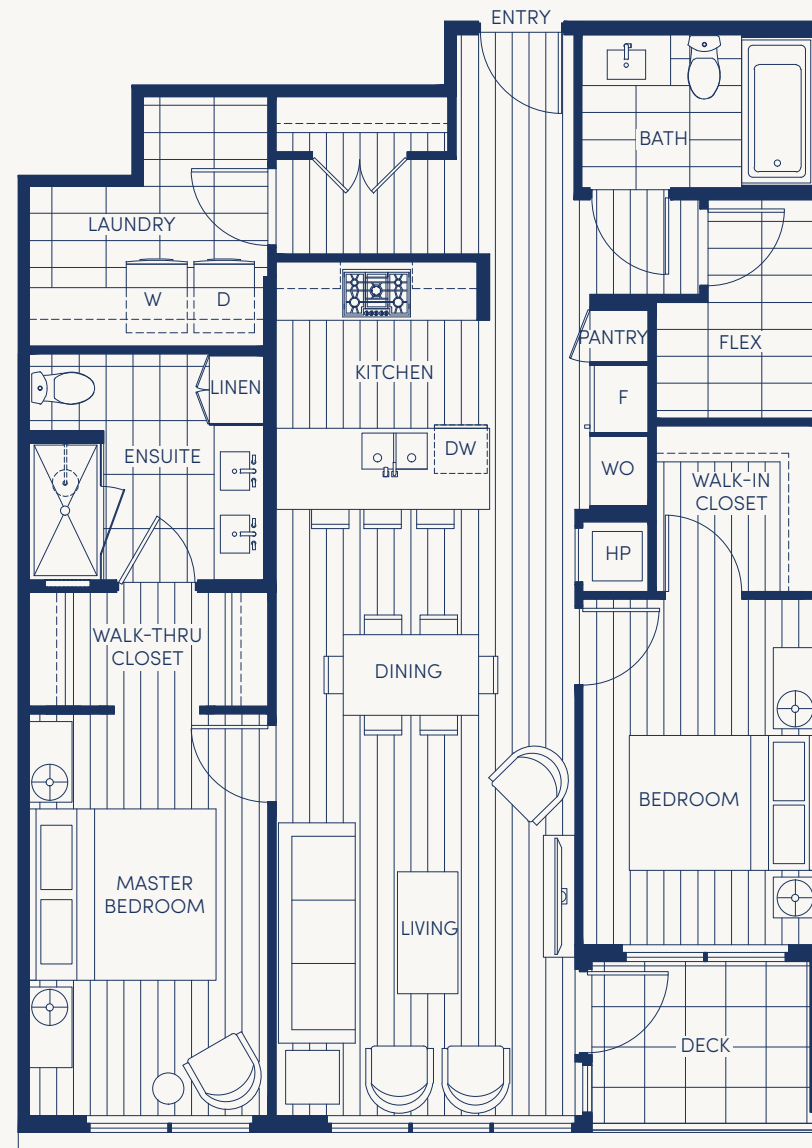 ENTRY
BATH
LAUNDRY
W
D
PANTRY
FLEX
KITCHEN
LINEN
F
DW
ENSUITE
WO
WALK-IN
CLOSET
HP
WALK-THRU
CLOSET
DINING
BEDROOM
MASTER
BEDROOM
LIVING
DECK